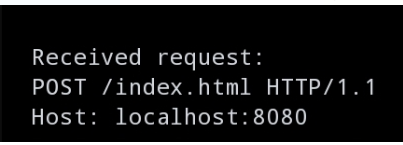 Received request:
POST /index.html HTTP/1.1
Host: localhost:8080